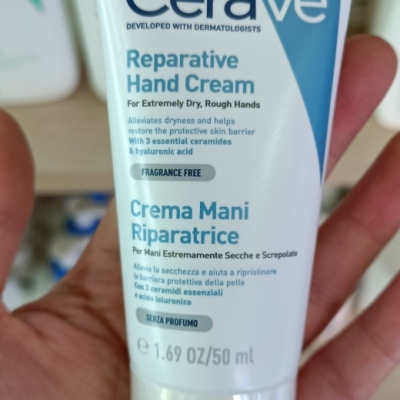 CeraVe
DEVELOPED WITH DERMATOLOGISTS
Reparative
Hand Cream
For Extremely Dry, Rough Hands
Alleviates dryness and helps
restore the protective skin barrier
With 3 essential ceramides
& hyaluronic acid
FRAGRANCE FREE
Crema Mani
Riparatrice
Per Mani Estremamente Secche e Screpolate
Allevia la secchezza e aiuta a ripristinare
la barriera protettiva della pelle
Con 3 ceramidi essenziali
e acido ialuronico
SENZA PROFUMO
e 1.69 OZ/50 ml